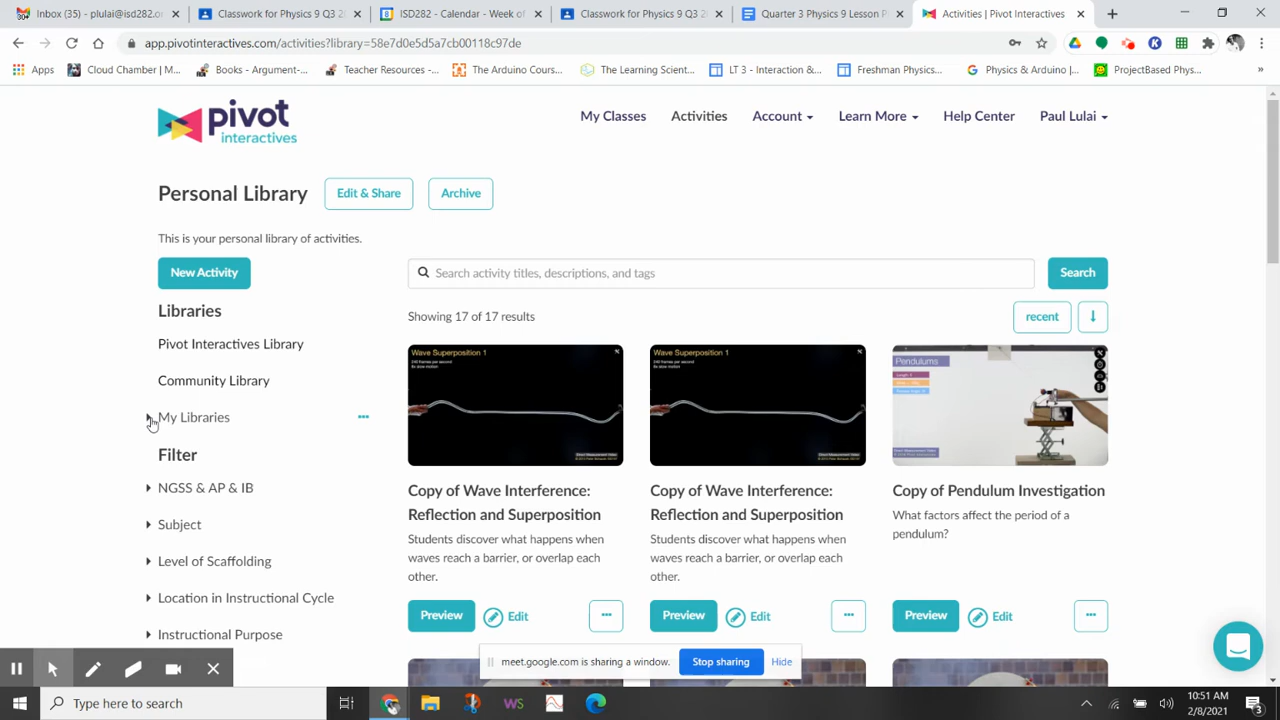 Inbox (30+) - plulai@isd282.or
Classwork for Physics 9 Q3 2
ISD282 - Calendar - Week of
Classwork for Physics 9 Q3 2
Quarter 3 Physics 9 Lesson P
Activities | Pivot Interactives
app.pivotinteractives.com/activities?library=58e7d0e5d5a7cb00118c97de
Apps
Cloud Chamber | M...
Books - Argument-...
Teacher Resources -...
The Arduino Cours...
The Learning Scient...
LT 3 - Interaction &...
Freshman Physics...
Physics & Arduino |...
ProjectBased Phys...
»
pivot
interactives
My Classes
Activities
Account
Learn More
Help Center
Paul Lulai
Personal Library
Edit & Share
Archive
This is your personal library of activities.
New Activity
Search activity titles, descriptions, and tags
Search
Libraries
Showing 17 of 17 results
recent
Pivot Interactives Library
Community Library
My Libraries
Filter
NGSS & AP & IB
Subject
Level of Scaffolding
Location in Instructional Cycle
Instructional Purpose
Wave Superposition 1
Wave Superposition 1
Pendulums
Copy of Wave Interference:
Reflection and Superposition
Students discover what happens when
waves reach a barrier, or overlap each
other.
Preview
Edit
Copy of Wave Interference:
Reflection and Superposition
Students discover what happens when
waves reach a barrier, or overlap each
other.
Preview
Edit
Copy of Pendulum Investigation
What factors affect the period of a
pendulum?
Preview
Edit
meet.google.com is sharing a window.
Stop sharing
Hide
Type here to search
10:51 AM
2/8/2021